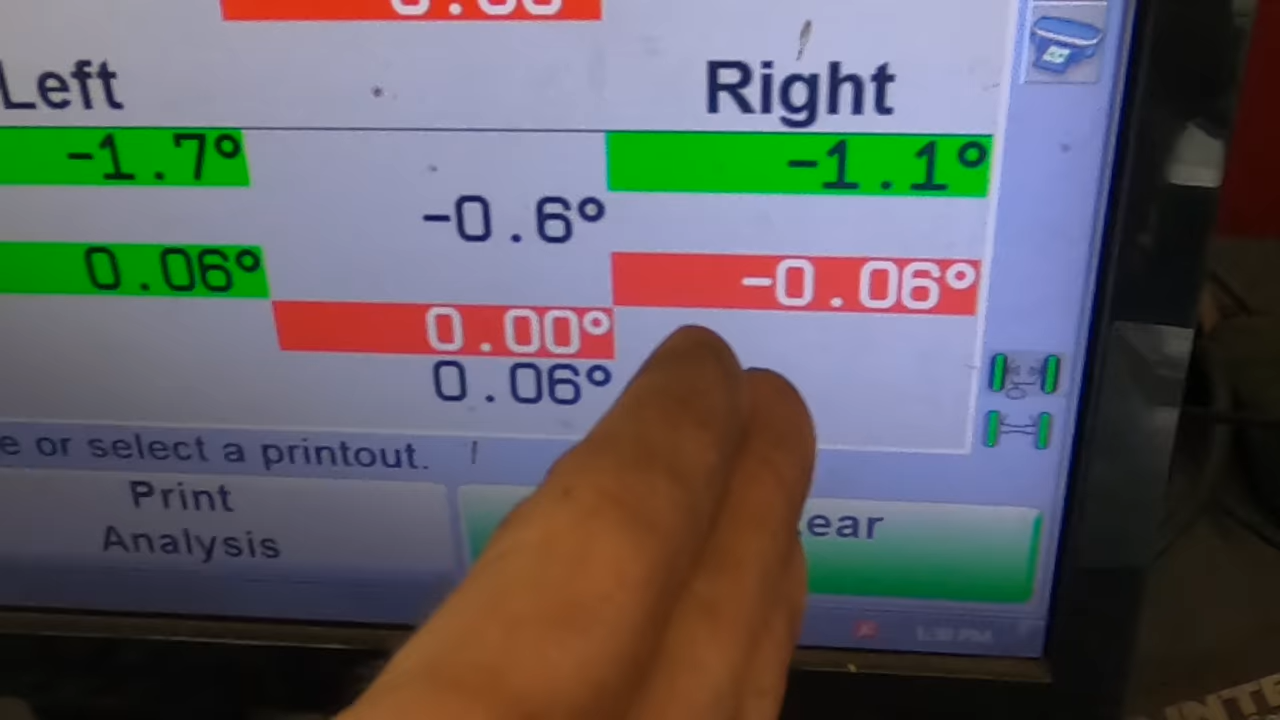 Left Right
-1.7° -1.1°
-0.6°
0.06° -0.06°
0.00°
0.06°
e or select a printout.
Print
Analysis
ear
INTE